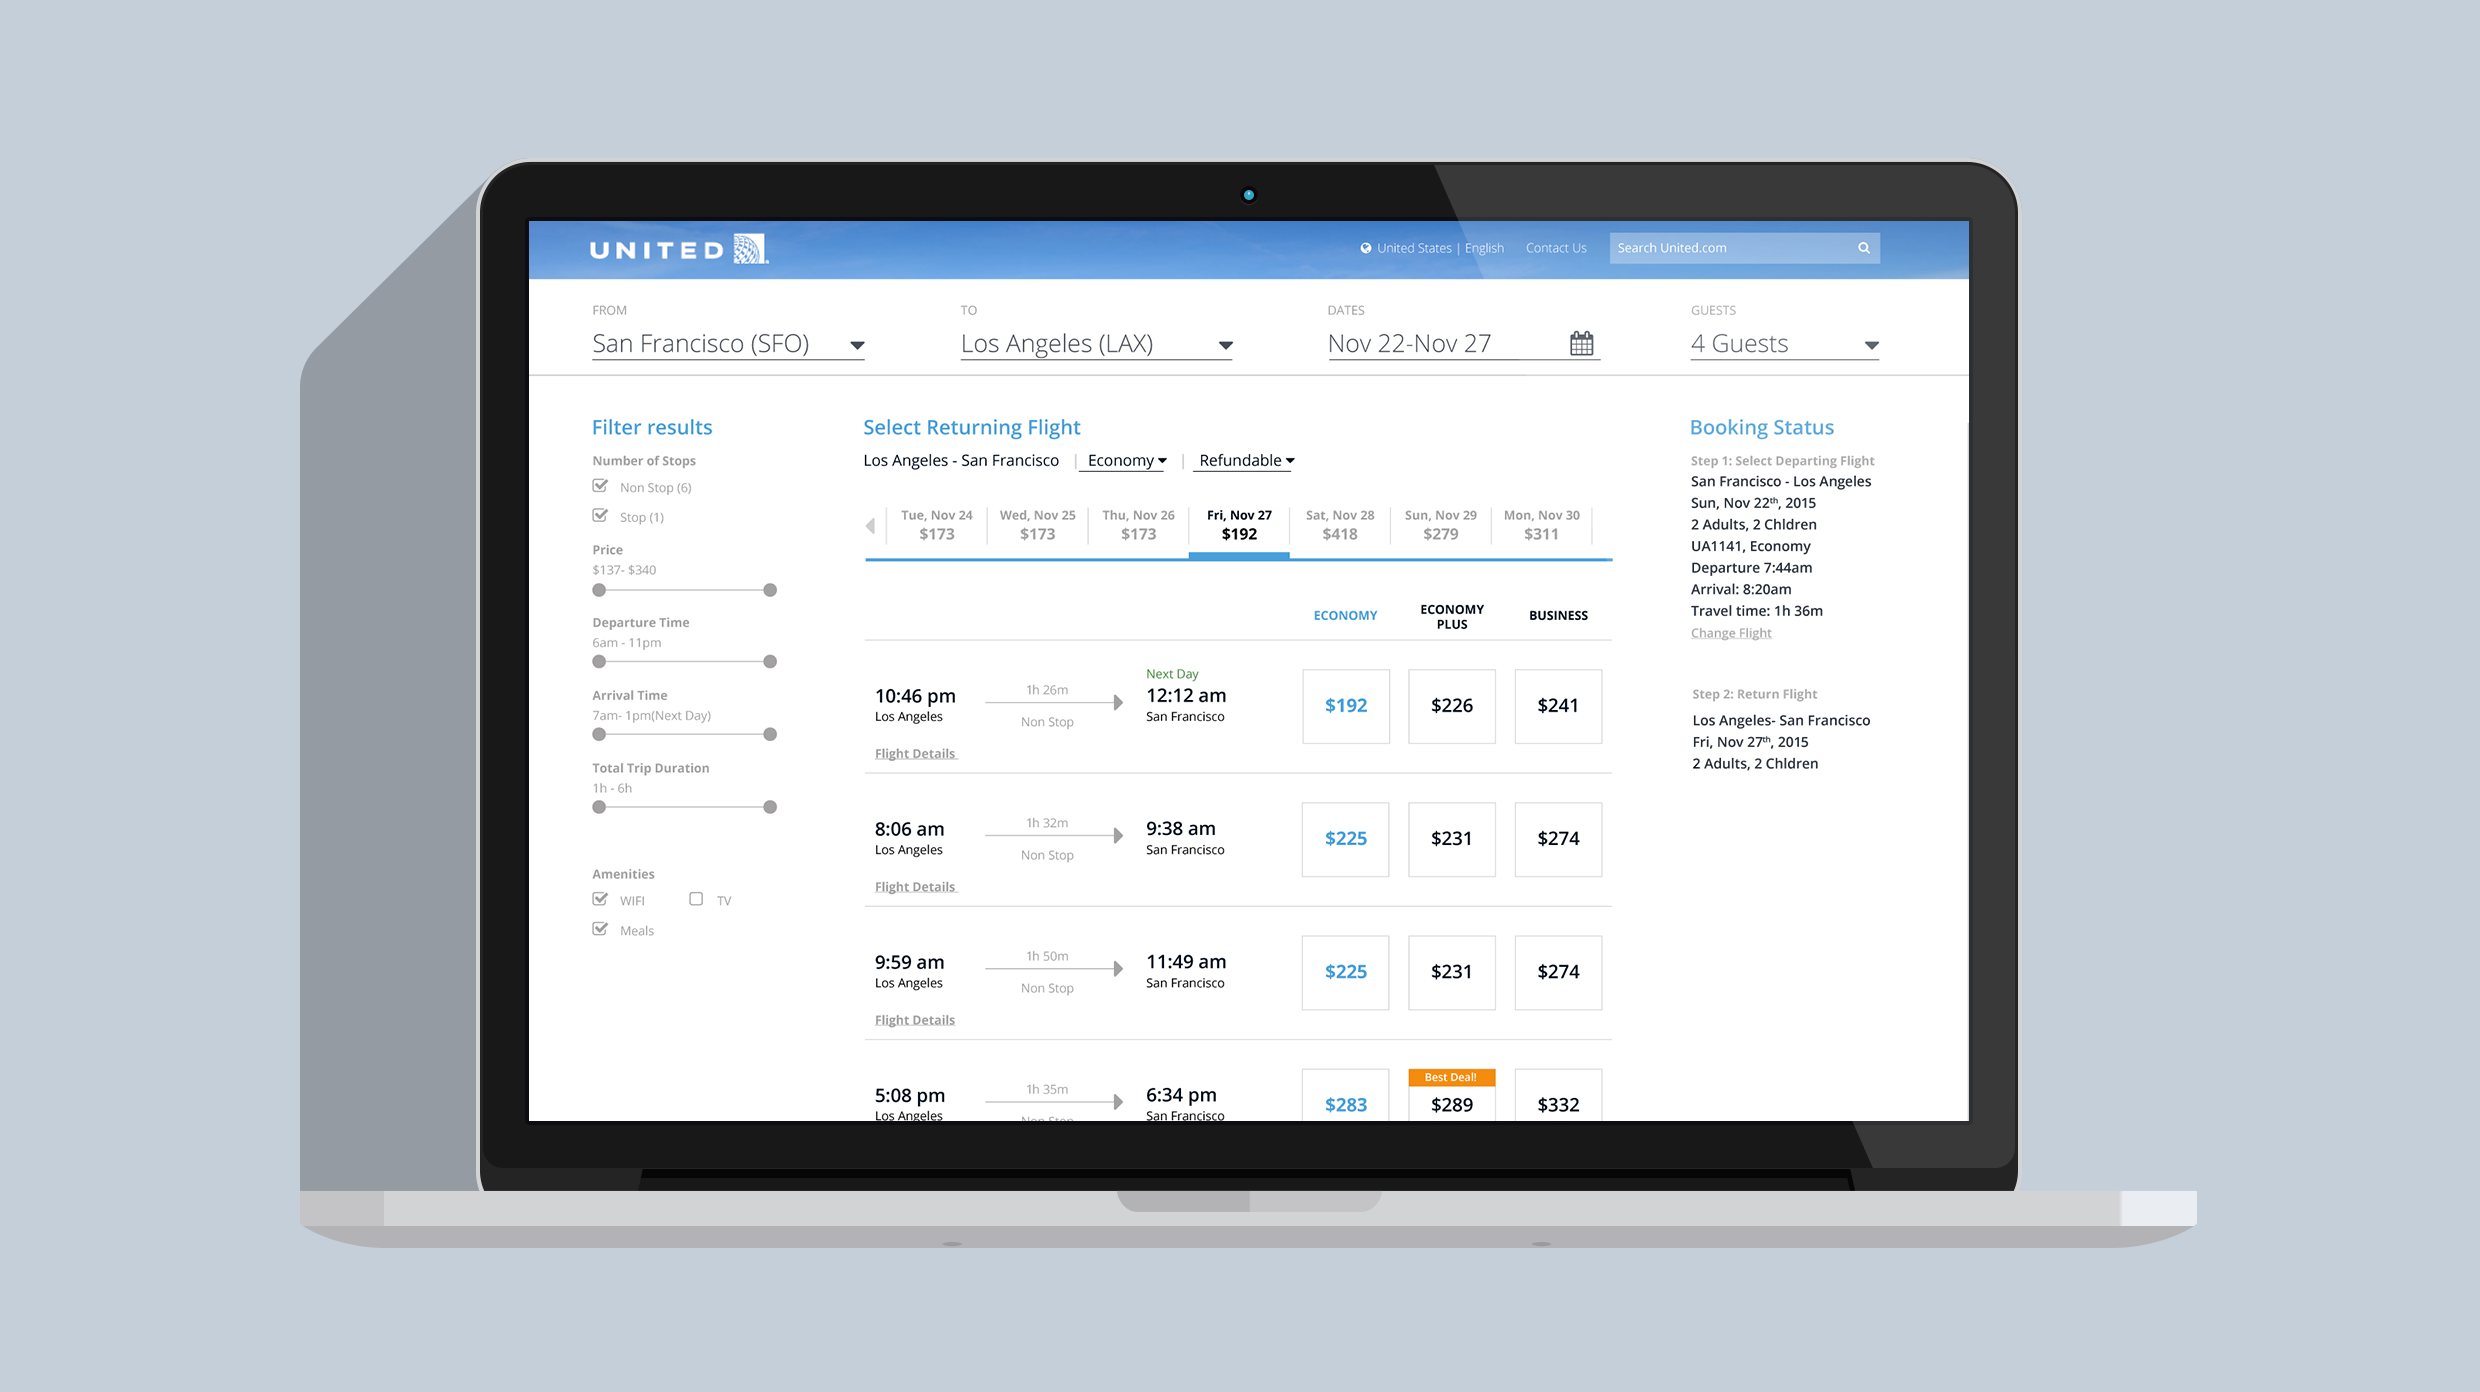 UNITED
United States | English
Contact Us
Search United.com
FROM
San Francisco (SFO)
TO
Los Angeles (LAX)
DATES
Nov 22-Nov 27
GUESTS
4 Guests
Filter results
Number of Stops
Non Stop (6)
Stop (1)
Price
$137- $340
Departure Time
6am - 11pm
Arrival Time
7am- 1pm(Next Day)
Total Trip Duration
1h - 6h
Amenities
WIFI
TV
Meals
Select Returning Flight
Los Angeles - San Francisco | Economy | Refundable
Tue, Nov 24
$173
Wed, Nov 25
$173
Thu, Nov 26
$173
Fri, Nov 27
$192
Sat, Nov 28
$418
Sun, Nov 29
$279
Mon, Nov 30
$311
ECONOMY
ECONOMY
PLUS
BUSINESS
10:46 pm
Los Angeles
1h 26m
Non Stop
Next Day
12:12 am
San Francisco
$192
$226
$241
Flight Details
8:06 am
Los Angeles
1h 32m
Non Stop
9:38 am
San Francisco
$225
$231
$274
Flight Details
9:59 am
Los Angeles
1h 50m
Non Stop
11:49 am
San Francisco
$225
$231
$274
Flight Details
5:08 pm
Los Angeles
1h 35m
Non Stop
6:34 pm
San Francisco
$283
Best Deal!
$289
$332
Booking Status
Step 1: Select Departing Flight
San Francisco - Los Angeles
Sun, Nov 22th, 2015
2 Adults, 2 Chldren
UA1141, Economy
Departure 7:44am
Arrival: 8:20am
Travel time: 1h 36m
Change Flight
Step 2: Return Flight
Los Angeles- San Francisco
Fri, Nov 27th, 2015
2 Adults, 2 Chldren